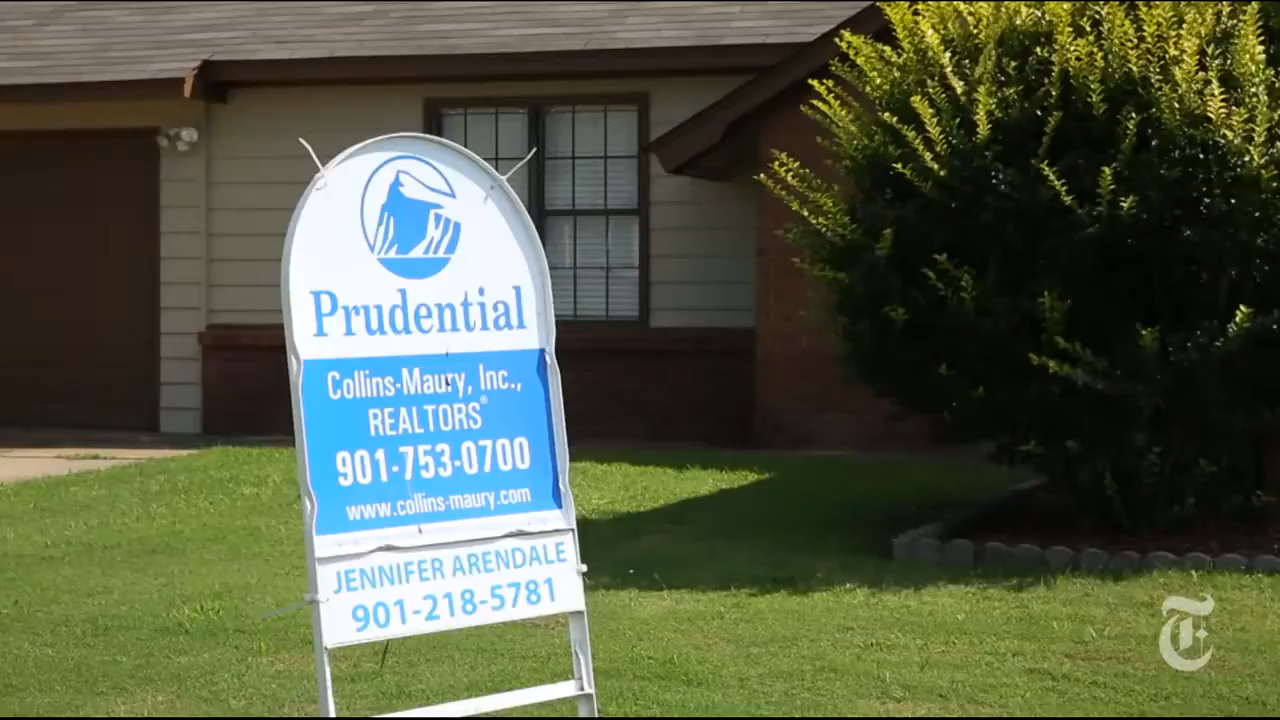 Prudential
Collins-Maury, Inc.,
REALTORS®
901-753-0700
www.collins-maury.com
JENNIFER ARENDALE
901-218-5781
T